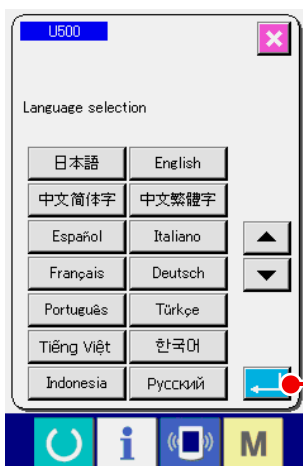 U500
Language selection
日本語 English
中文简体字 中文繁體字
Español Italiano
Français Deutsch
Português Türkçe
Tiếng Việt 한국어
Indonesia Русский
i M